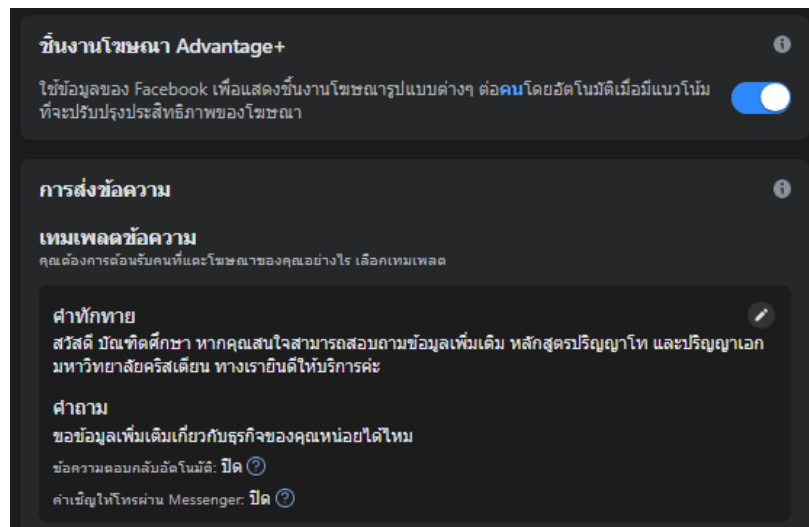 ชิ้นงานโฆษณา Advantage+
ใช้ข้อมูลของ Facebook เพื่อแสดงชิ้นงานโฆษณารูปแบบต่างๆ ต่อคนโดยอัตโนมัติเมื่อมีแนวโน้ม
ที่จะปรับปรุงประสิทธิภาพของโฆษณา
การส่งข้อความ
เทมเพลตข้อความ
คุณต้องการต้อนรับคนที่แตะโฆษณาของคุณอย่างไร เลือกเทมเพลต
คำทักทาย
สวัสดี บัณฑิตศึกษา หากคุณสนใจสามารถสอบถามข้อมูลเพิ่มเติม หลักสูตรปริญญาโท และปริญญาเอก
มหาวิทยาลัยคริสเตียน ทางเรายินดีให้บริการค่ะ
คำถาม
ขอข้อมูลเพิ่มเติมเกี่ยวกับธุรกิจของคุณหน่อยได้ไหม
ข้อความตอบกลับอัตโนมัติ: ปิด
คำเชิญให้โทรผ่าน Messenger: ปิด